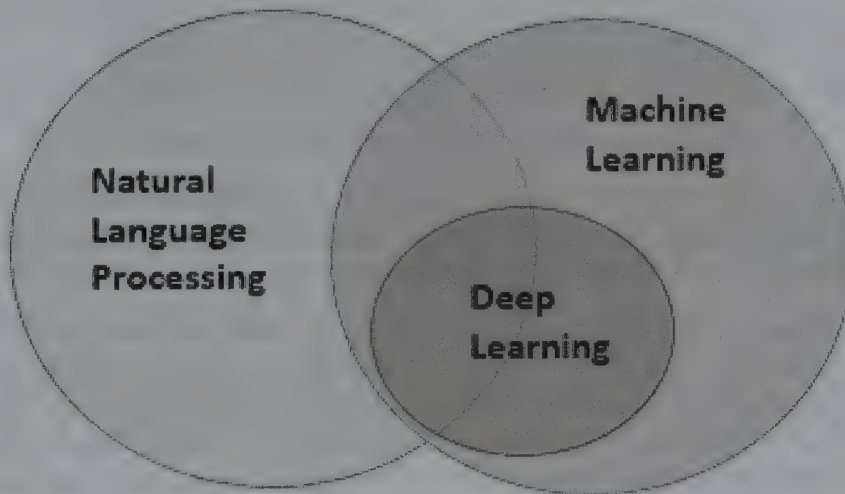 Natural
Language
Processing
Machine
Learning
Deep
Learning